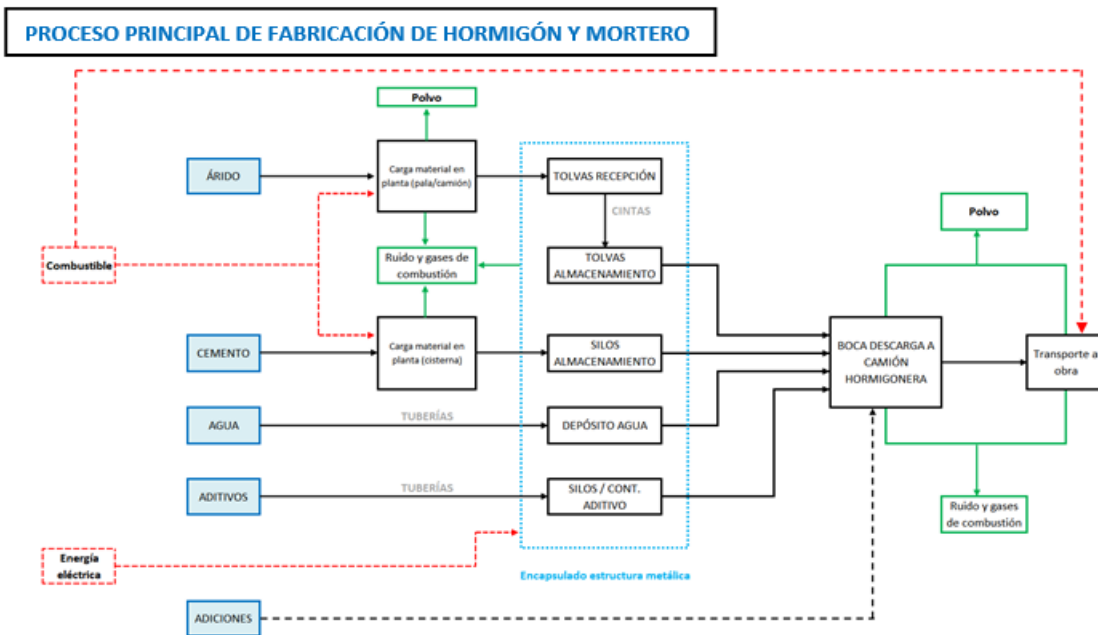 PROCESO PRINCIPAL DE FABRICACIÓN DE HORMIGÓN Y MORTERO
Polvo
ÁRIDO
Carga material en
planta (pala/camión)
TOLVAS RECEPCIÓN
CINTAS
Polvo
Combustible
Ruido y gases de
combustión
TOLVAS
ALMACENAMIENTO
CEMENTO
Carga material en
planta (cisterna)
SILOS
ALMACENAMIENTO
BOCA DESCARGA A
CAMIÓN
HORMIGONERA
Transporte a
obra
AGUA
TUBERÍAS
DEPÓSITO AGUA
ADITIVOS
TUBERÍAS
SILOS / CONT.
ADITIVO
Ruido y gases
de combustión
Energía
eléctrica
Encapsulado estructura metálica
ADICIONES